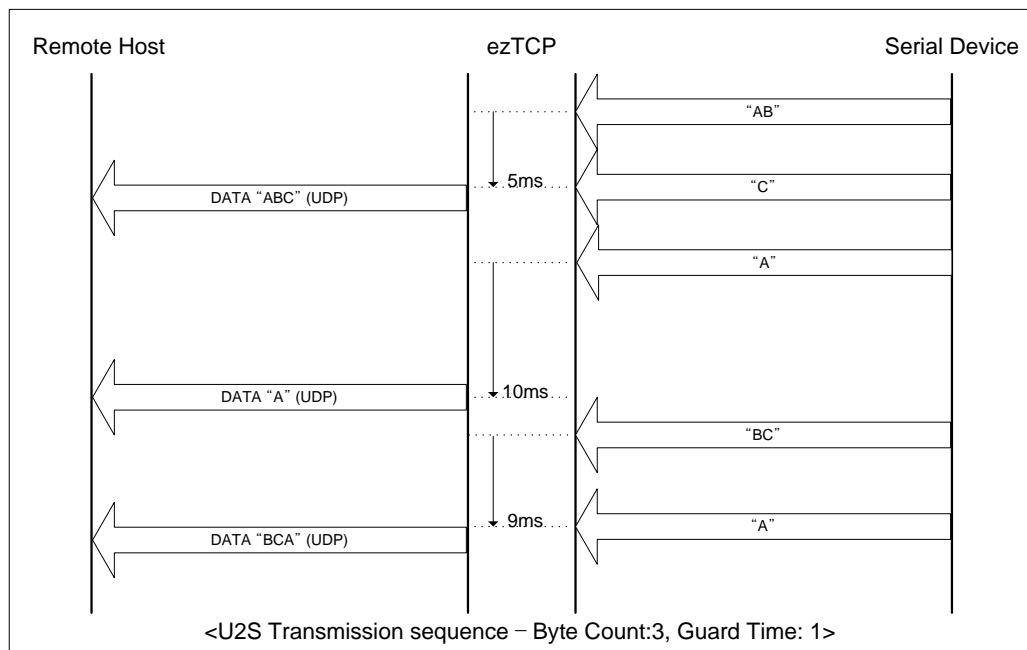 Remote Host
ezTCP
Serial Device
“AB”
5ms
“C”
DATA “ABC” (UDP)
“A”
10ms
DATA “A” (UDP)
“BC”
9ms
“A”
DATA “BCA” (UDP)
<U2S Transmission sequence – Byte Count:3, Guard Time: 1>